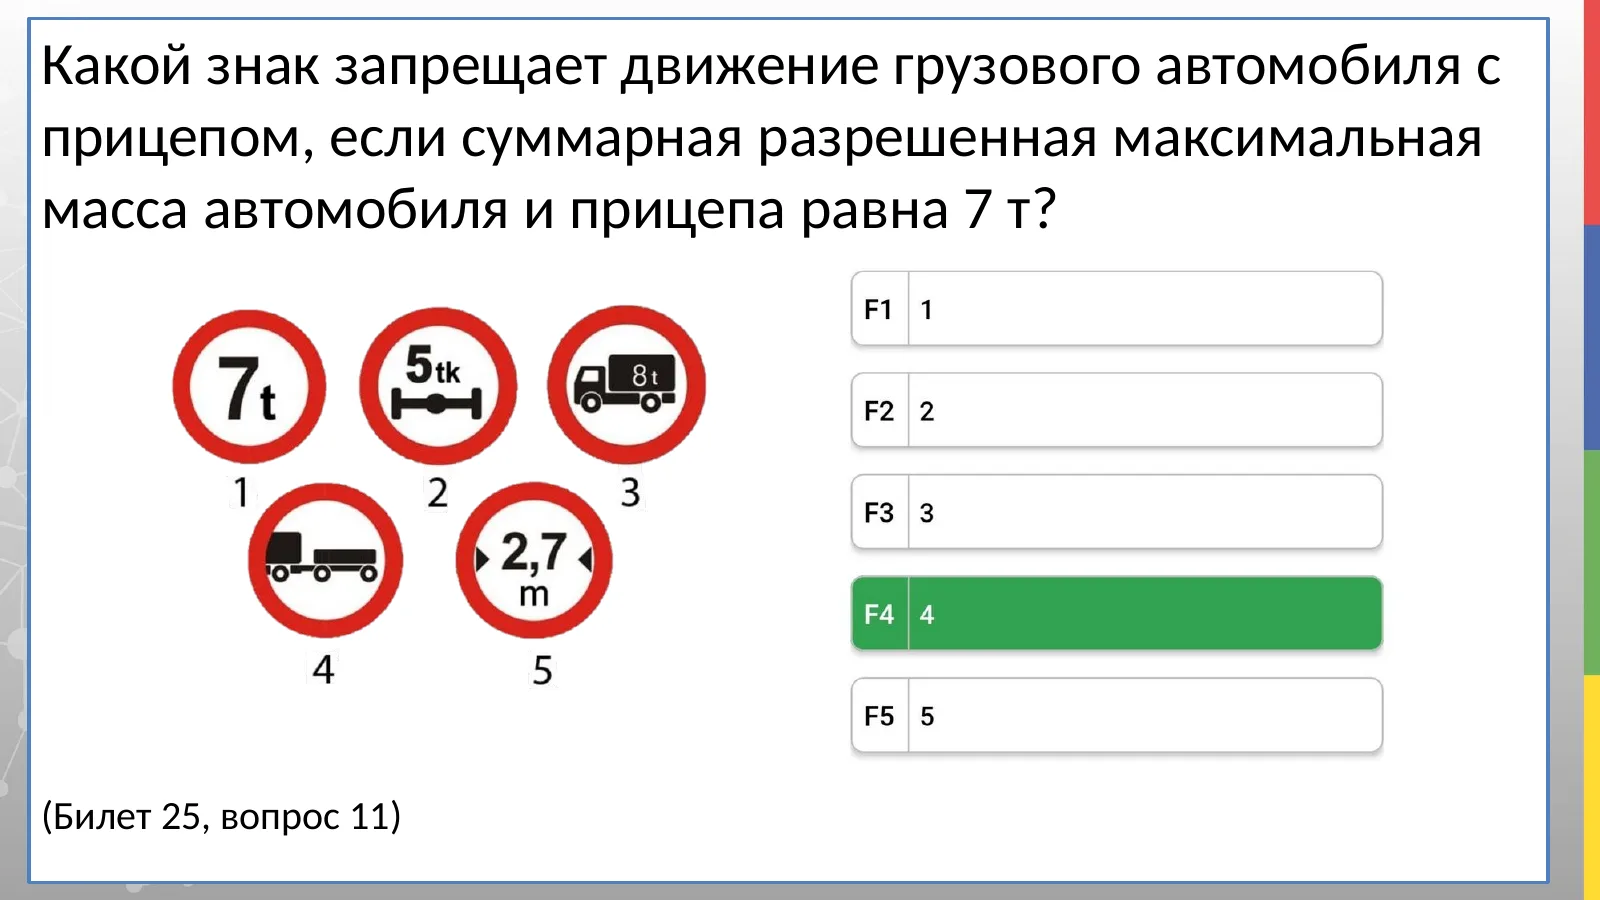 Какой знак запрещает движение грузового автомобиля с
прицепом, если суммарная разрешенная максимальная
масса автомобиля и прицепа равна 7 т?
7t
5tk
8t
1
2
3
2,7
m
4
5
F1 1
F2 2
F3 3
F4 4
F5 5
(Билет 25, вопрос 11)